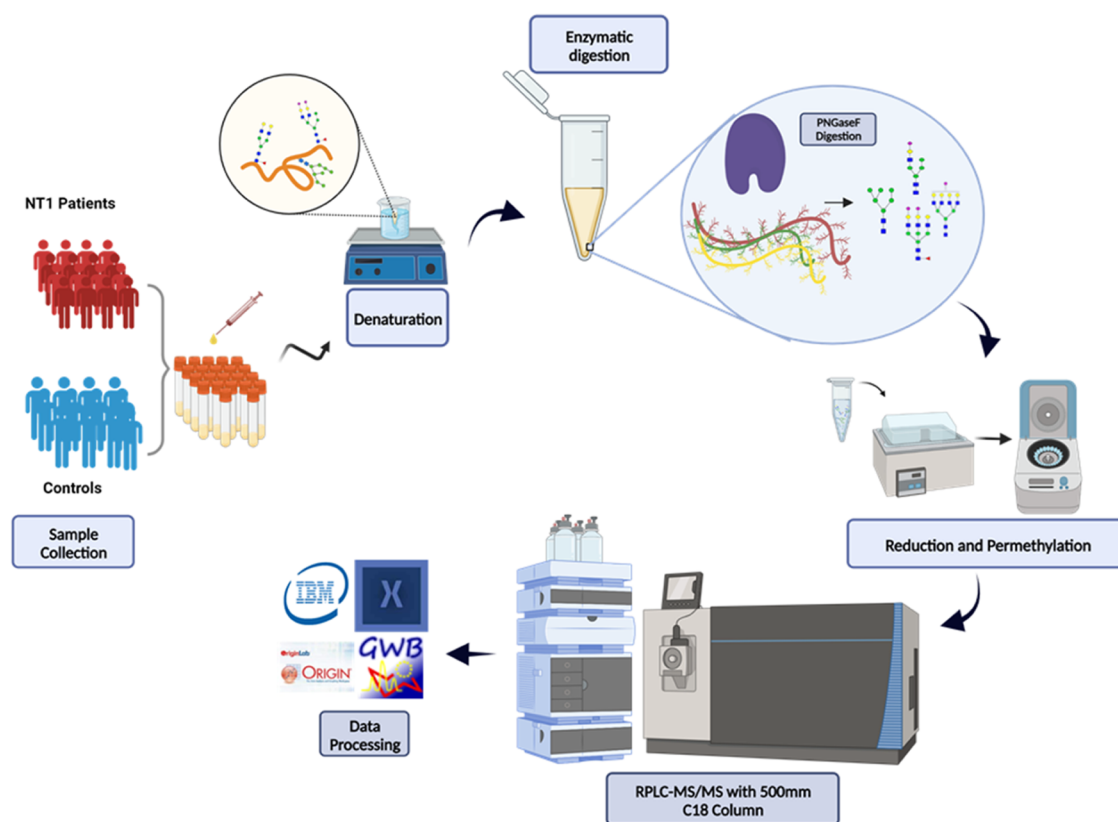 Enzymatic
digestion
PNGaseF
Digestion
NT1 Patients
Denaturation
Controls
Sample
Collection
Reduction and Permethylation
IBM
X
OriginLab
ORIGIN
GWB
Data
Processing
RPLC-MS/MS with 500mm
C18 Column